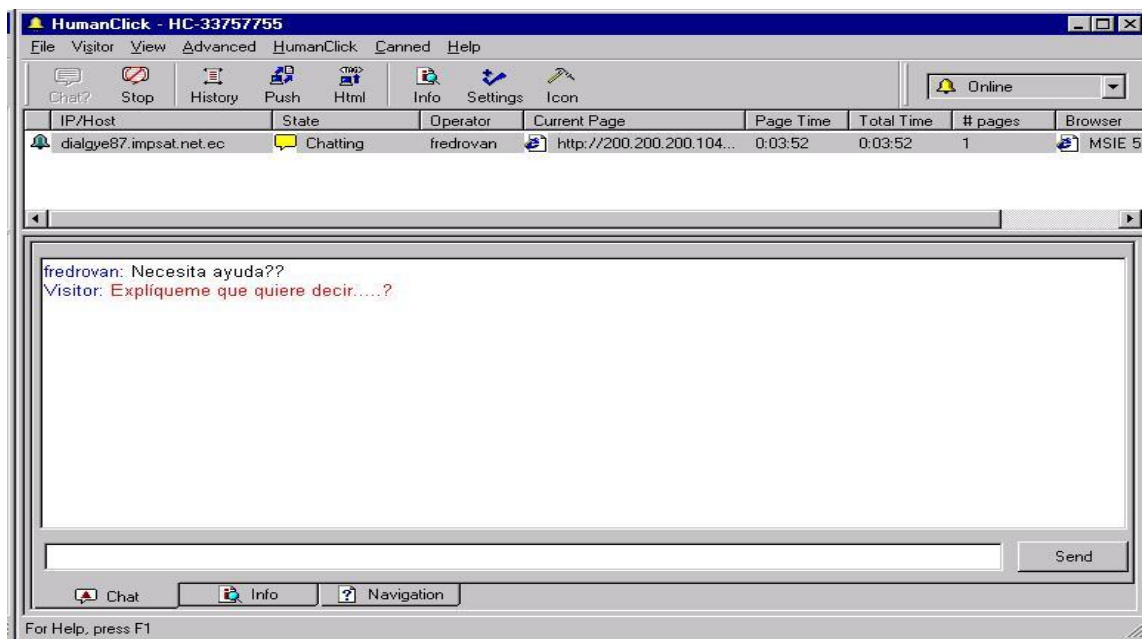 HumanClick - HC-33757755
File Visitor View Advanced HumanClick Canned Help
Chat? Stop History Push Html Info Settings Icon Online
IP/Host State Operator Current Page Page Time Total Time # pages Browser
dialgye87.impsat.net.ec Chatting fredrovan http://200.200.200.104... 0:03:52 0:03:52 1 MSIE 5
fredrovan: Necesita ayuda??
Visitor: Explíqueme que quiere decir.....?
Send
Chat Info Navigation
For Help, press F1